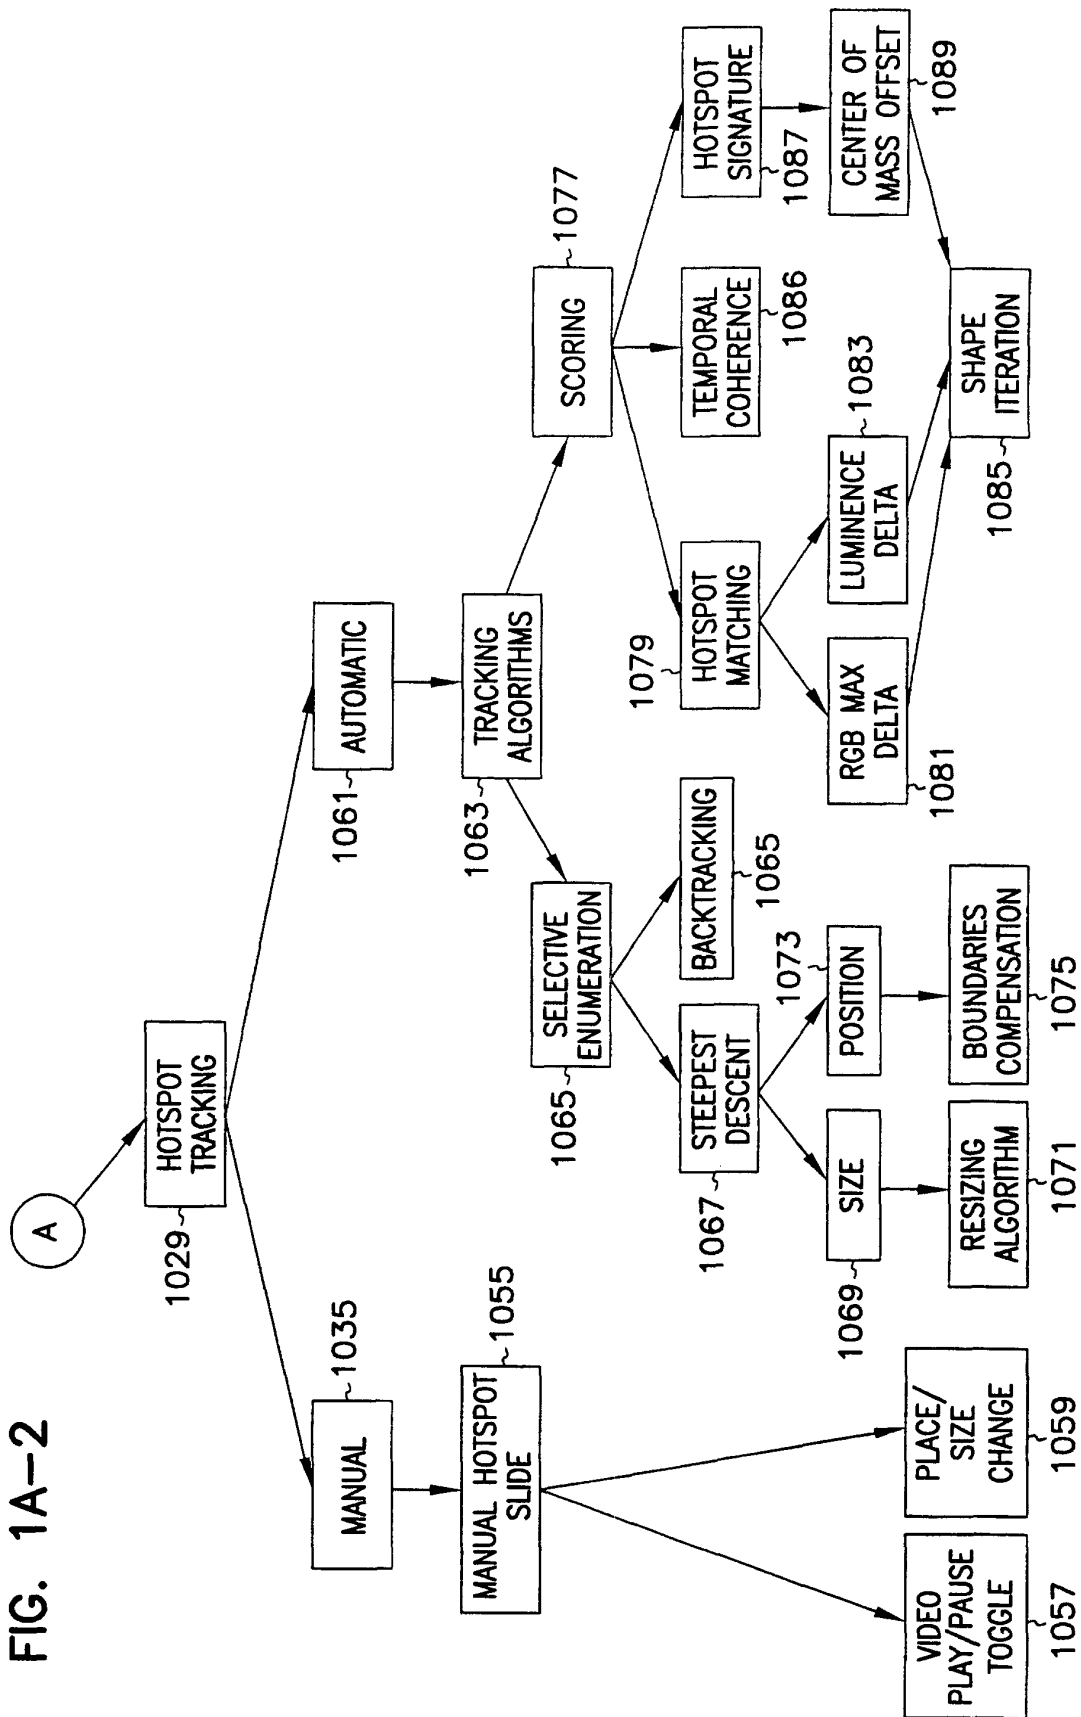 FIG. 1A-2
A
HOTSPOT
TRACKING
1029
MANUAL
1035
AUTOMATIC
1061
MANUAL HOTSPOT
SLIDE
1055
TRACKING
ALGORITHMS
1063
SELECTIVE
ENUMERATION
1065
SCORING
1077
STEEPEST
DESCENT
1067
BACKTRACKING
1065
HOTSPOT
MATCHING
1079
TEMPORAL
COHERENCE
1086
HOTSPOT
SIGNATURE
1087
SIZE
1069
POSITION
1073
RGB MAX
DELTA
1081
LUMINENCE
DELTA
1083
CENTER OF
MASS OFFSET
1089
VIDEO
PLAY/PAUSE
TOGGLE
1057
PLACE/
SIZE
CHANGE
1059
RESIZING
ALGORITHM
1071
BOUNDARIES
COMPENSATION
1075
SHAPE
ITERATION
1085